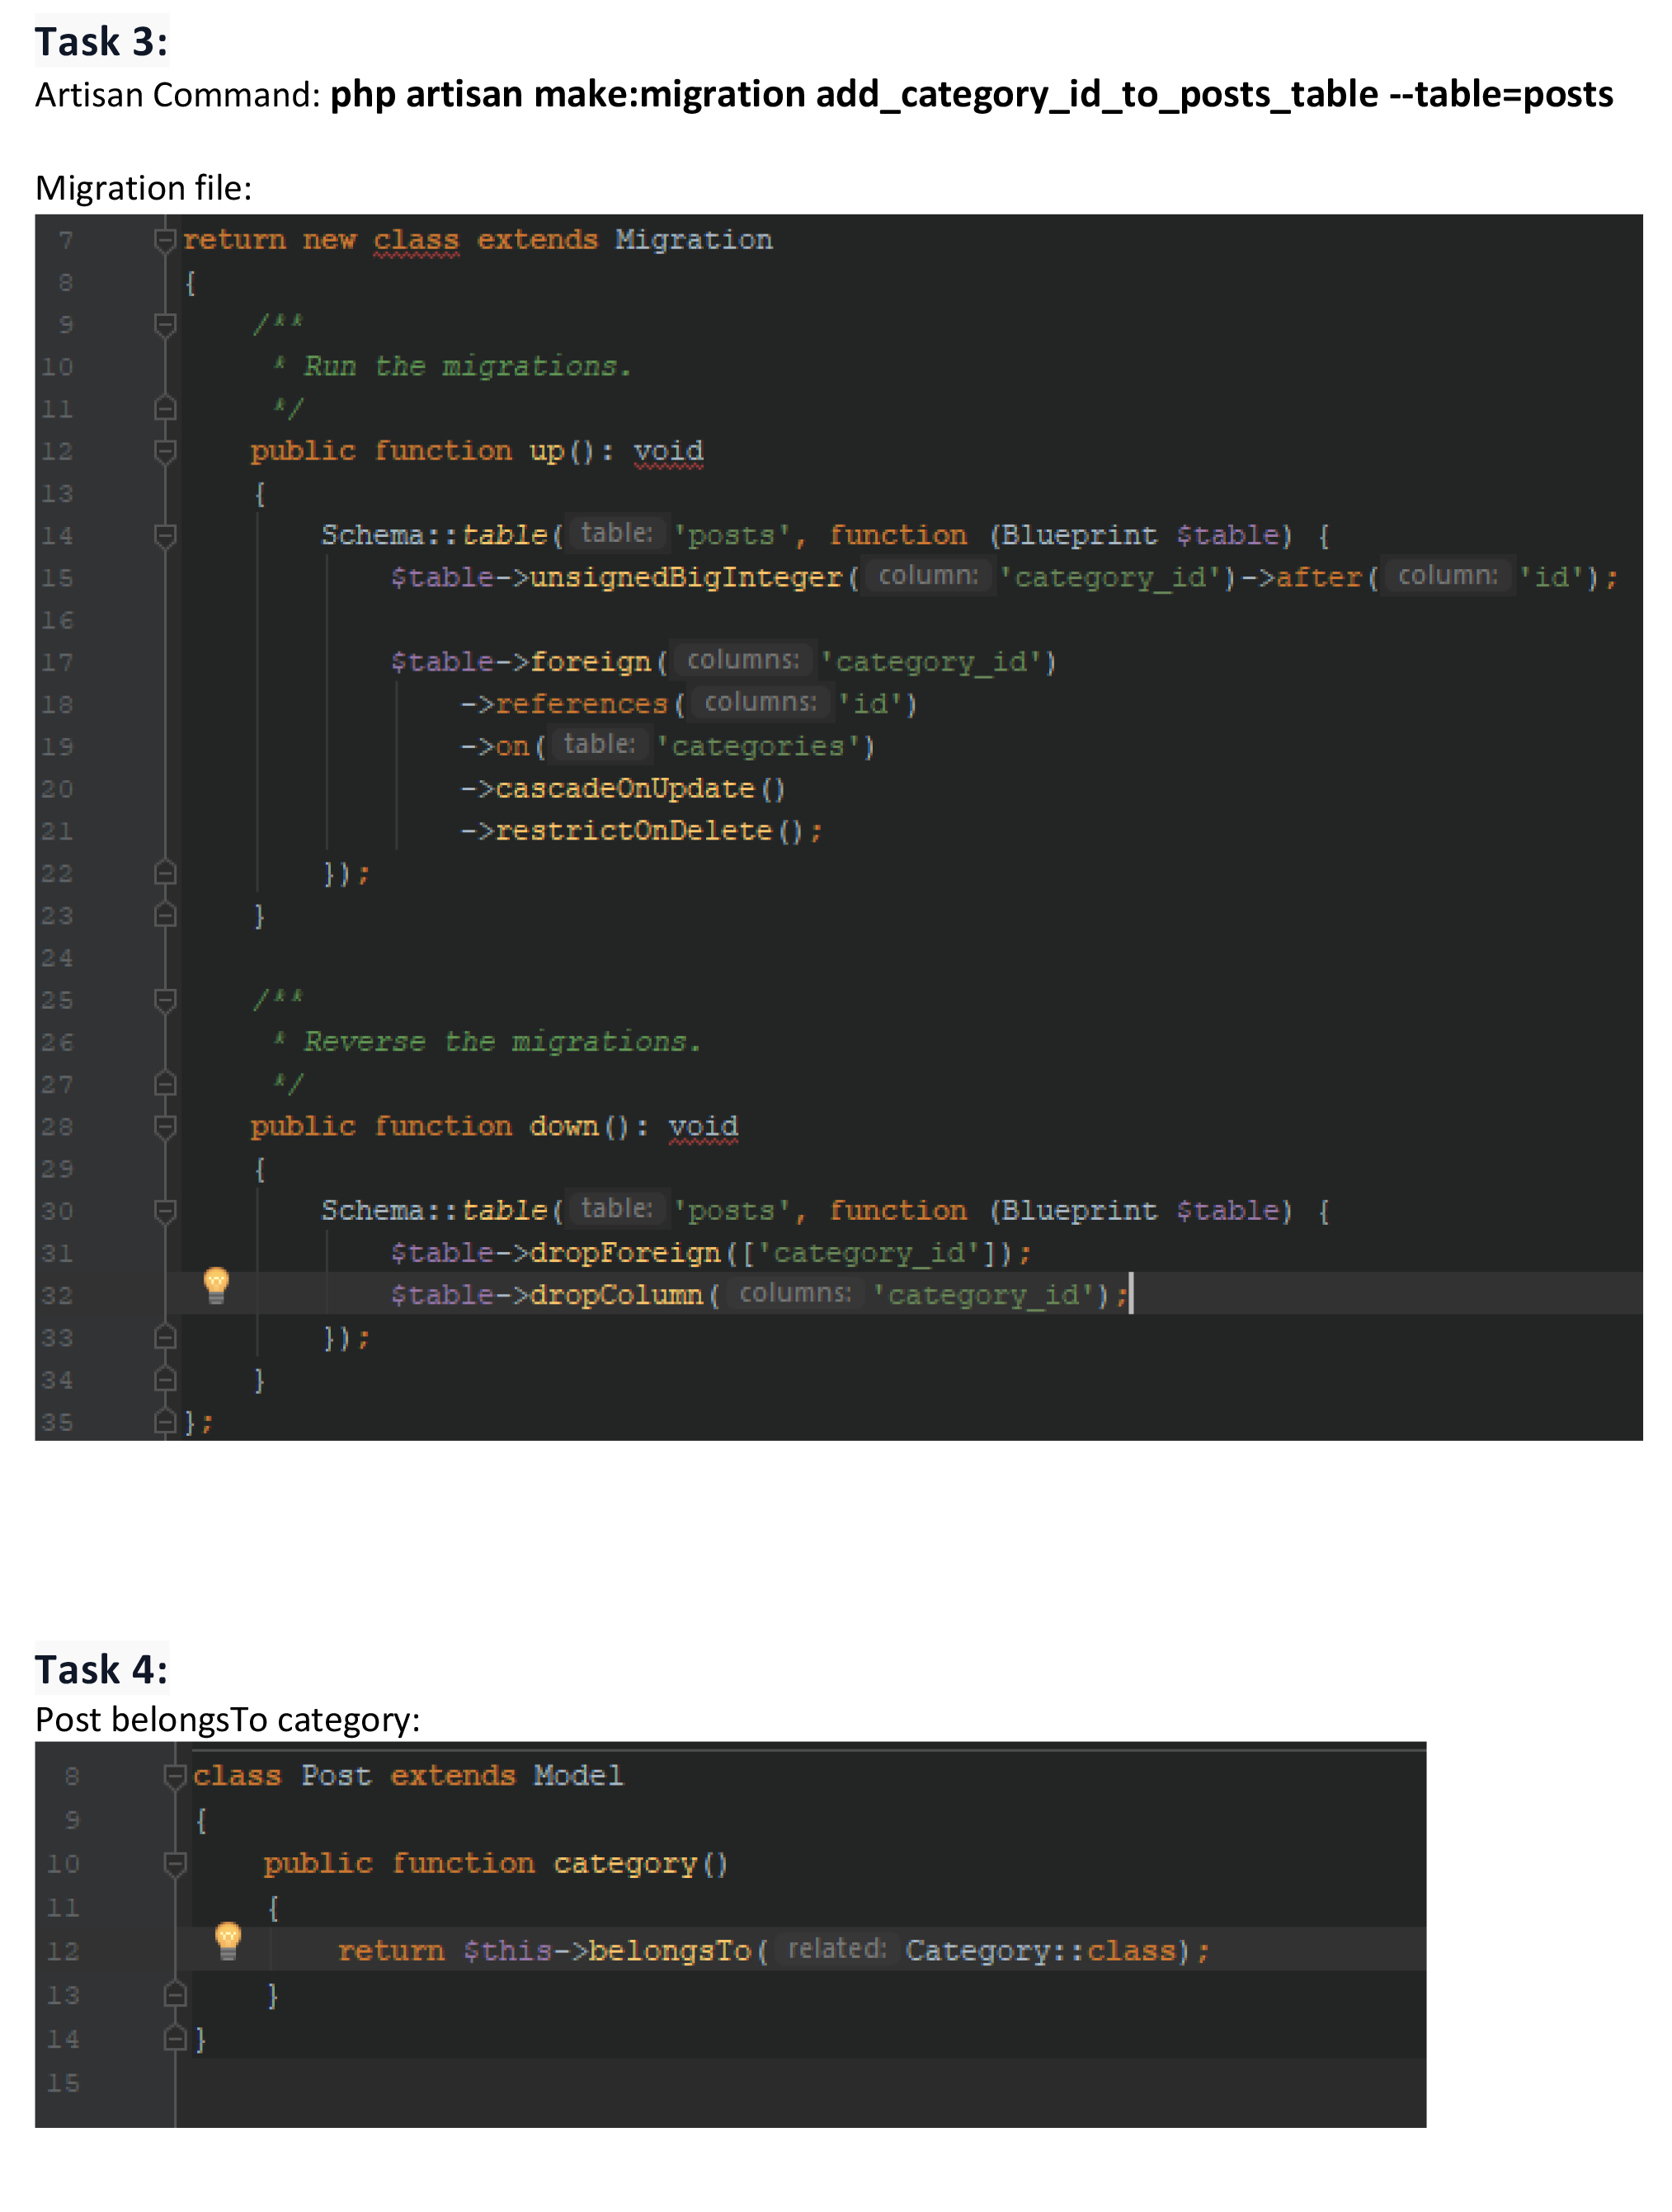 Task 3:
Artisan Command: php artisan make:migration add_category_id_to_posts_table --table=posts
Migration file:
7 return new class extends Migration
8 {
9 /**
10 * Run the migrations.
11 */
12 public function up(): void
13 {
14 Schema::table( table: 'posts', function (Blueprint $table) {
15 $table->unsignedBigInteger( column: 'category_id')->after( column: 'id');
16
17 $table->foreign( columns: 'category_id')
18 ->references( columns: 'id')
19 ->on( table: 'categories')
20 ->cascadeOnUpdate()
21 ->restrictOnDelete();
22 });
23 }
24
25 /**
26 * Reverse the migrations.
27 */
28 public function down(): void
29 {
30 Schema::table( table: 'posts', function (Blueprint $table) {
31 $table->dropForeign(['category_id']);
32 $table->dropColumn( columns: 'category_id');
33 });
34 }
35 };
Task 4:
Post belongsTo category:
8 class Post extends Model
9 {
10 public function category()
11 {
12 return $this->belongsTo( related: Category::class);
13 }
14 }
15